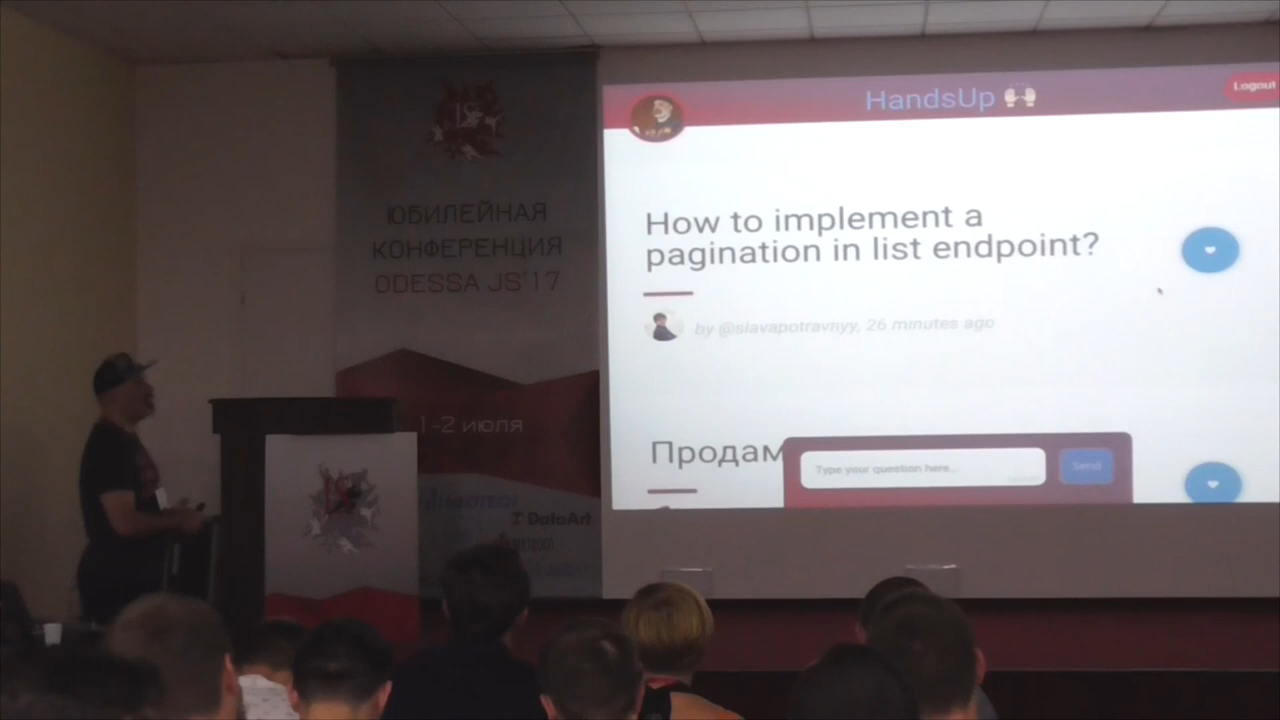 JS
ЮБИЛЕЙНАЯ
КОНФЕРЕНЦИЯ
ODESSA JS'17
1-2 июля
DataArt
HandsUp
Logout
How to implement a
pagination in list endpoint?
by @slavapotravnyy, 26 minutes ago
Продам
Type your question here...
Send